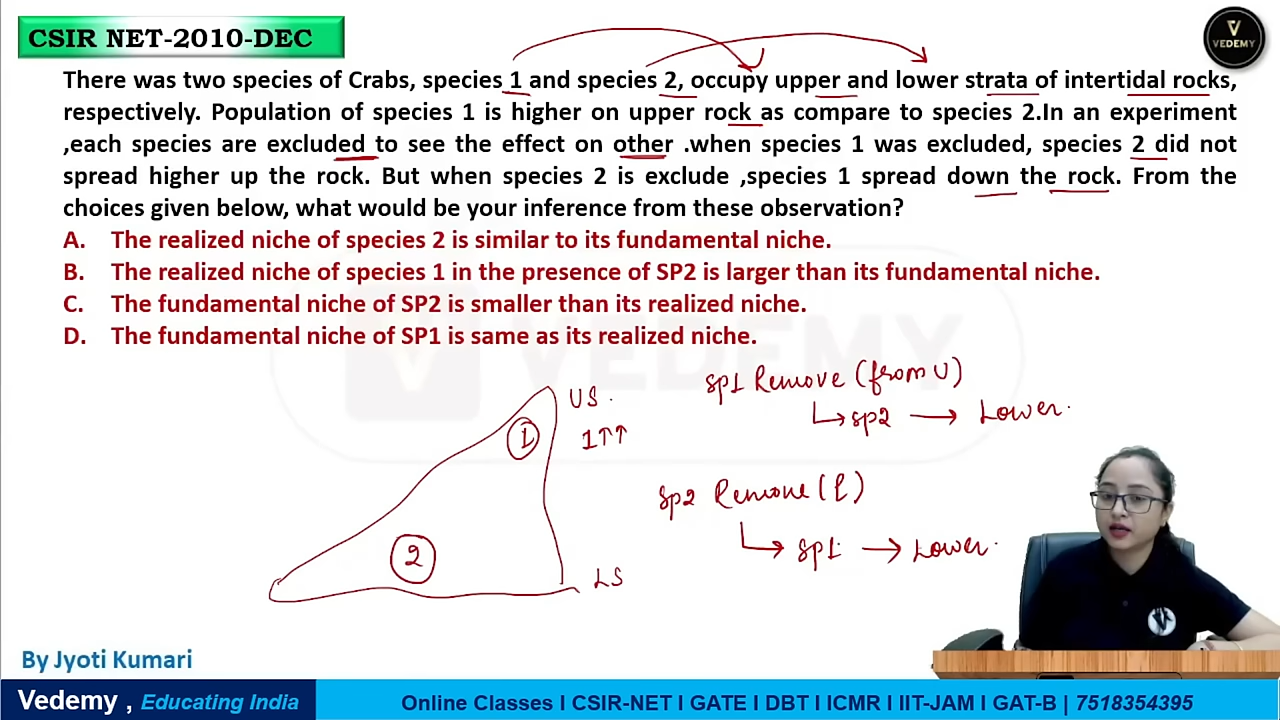 CSIR NET-2010-DEC
VEDEMY
There was two species of Crabs, species 1 and species 2, occupy upper and lower strata of intertidal rocks,
respectively. Population of species 1 is higher on upper rock as compare to species 2.In an experiment
,each species are excluded to see the effect on other .when species 1 was excluded, species 2 did not
spread higher up the rock. But when species 2 is exclude ,species 1 spread down the rock. From the
choices given below, what would be your inference from these observation?
A. The realized niche of species 2 is similar to its fundamental niche.
B. The realized niche of species 1 in the presence of SP2 is larger than its fundamental niche.
C. The fundamental niche of SP2 is smaller than its realized niche.
D. The fundamental niche of SP1 is same as its realized niche.
VEDEMY
SP1 Remove (from U)
↳ SP2 → Lower.
US.
1 1↑↑
SP2 Remove (L)
↳ SP1 → Lower.
2
LS
By Jyoti Kumari
Vedemy , Educating India
Online Classes I CSIR-NET I GATE I DBT I ICMR I IIT-JAM I GAT-B | 7518354395